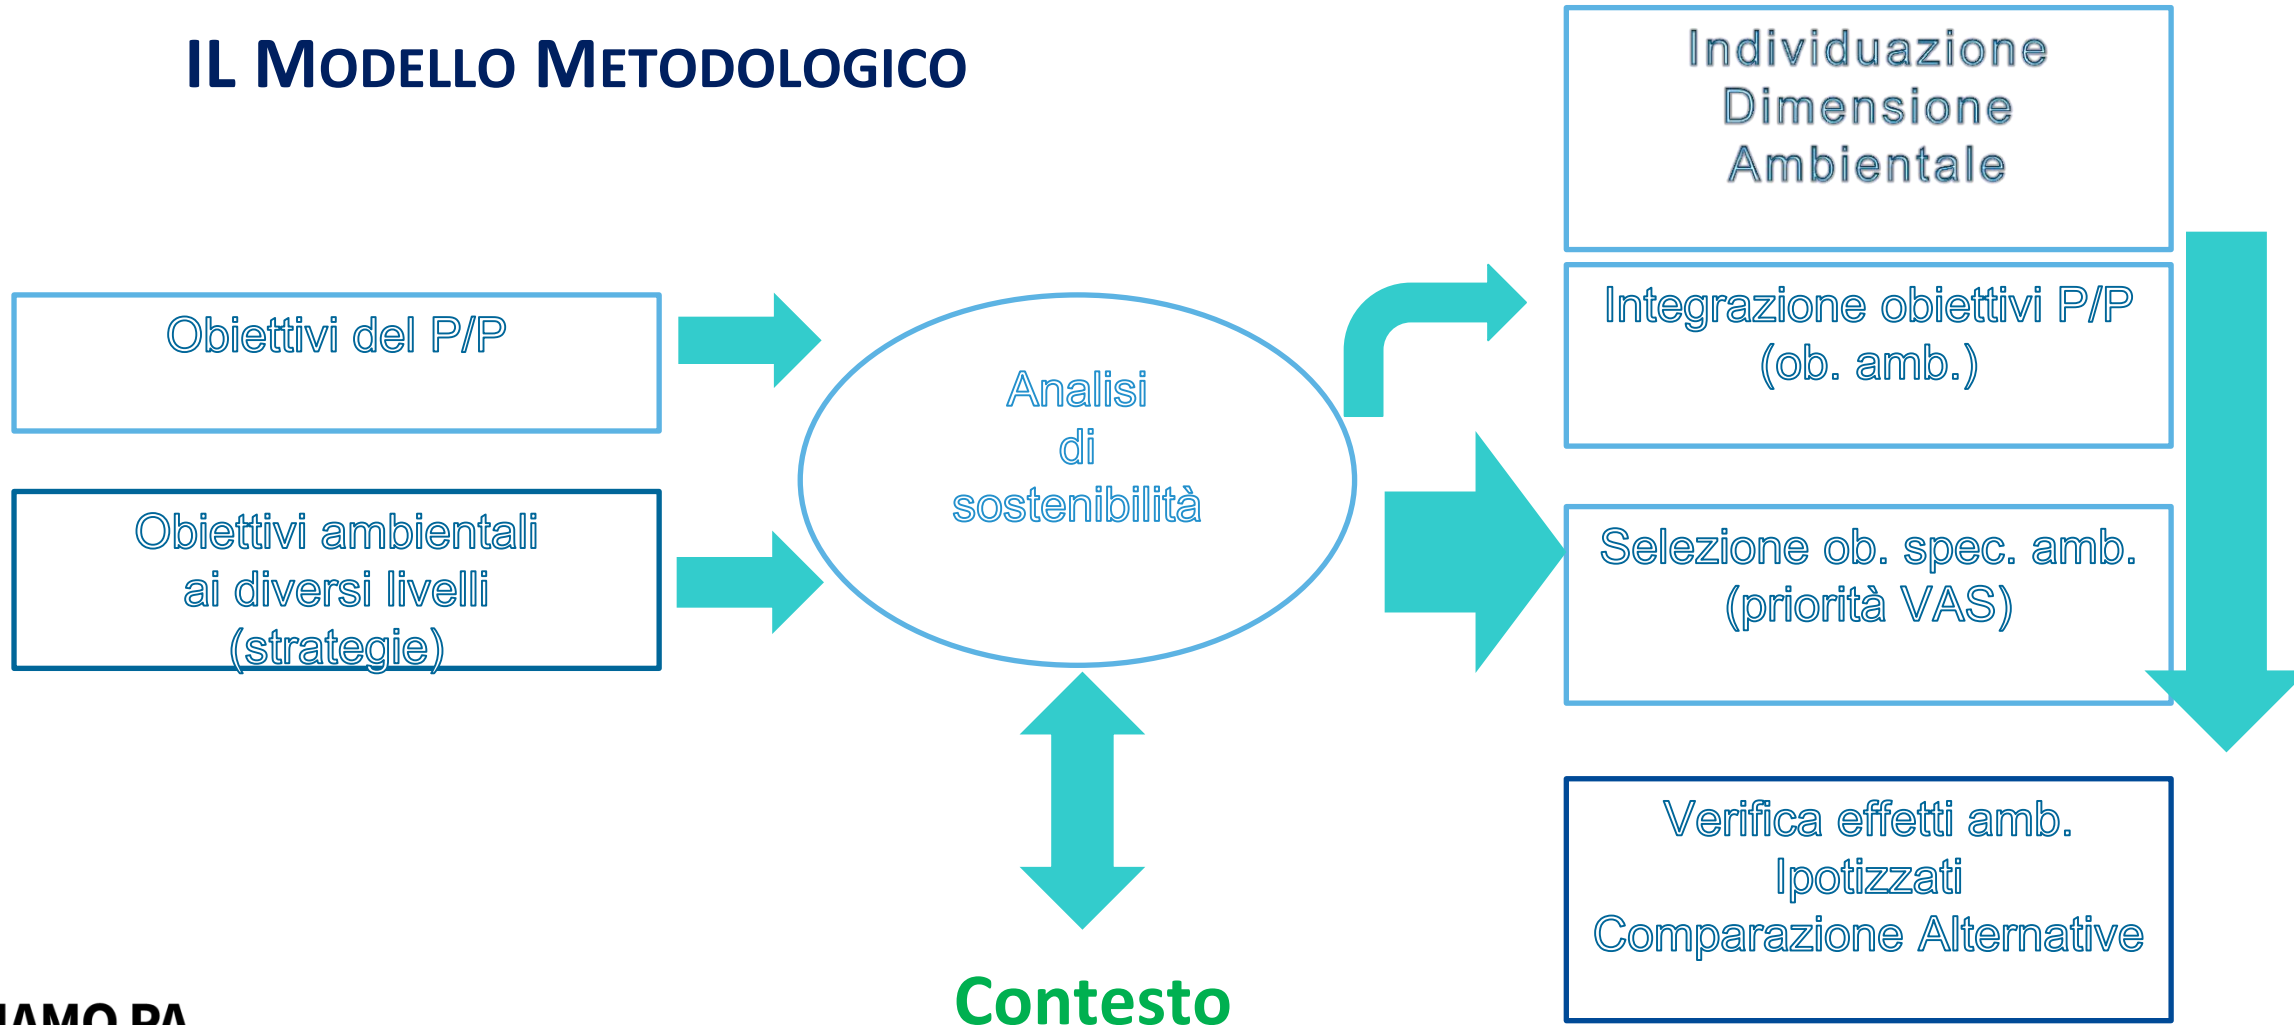 IL MODELLO METODOLOGICO
Individuazione
Dimensione
Ambientale
Obiettivi del P/P
Obiettivi ambientali
ai diversi livelli
(strategie)
Analisi
di
sostenibilità
Integrazione obiettivi P/P
(ob. amb.)
Selezione ob. spec. amb.
(priorità VAS)
Verifica effetti amb.
Ipotizzati
Comparazione Alternative
Contesto
PA